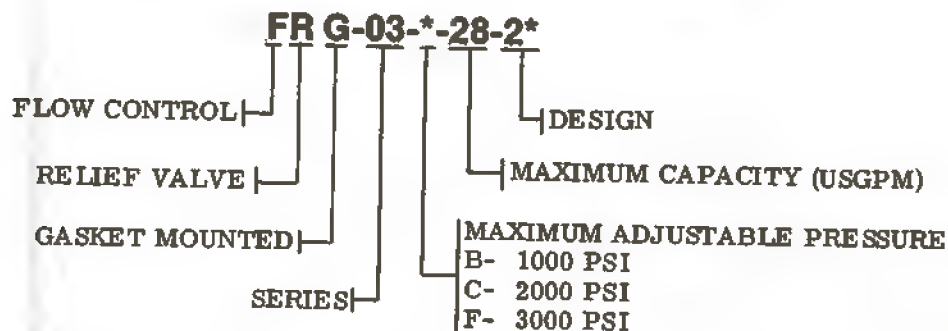 FRG-03-*-28-2*
FLOW CONTROL
DESIGN
RELIEF VALVE
MAXIMUM CAPACITY (USGPM)
GASKET MOUNTED
MAXIMUM ADJUSTABLE PRESSURE
B- 1000 PSI
C- 2000 PSI
SERIES
F- 3000 PSI